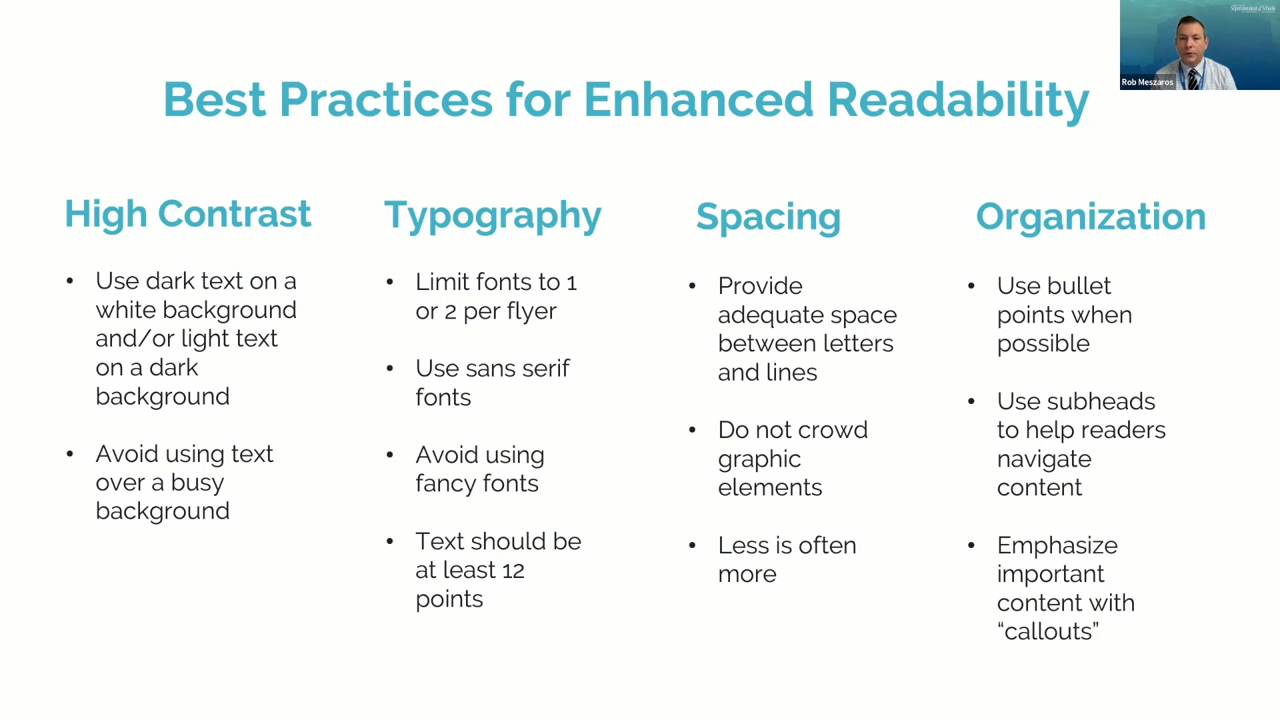 Best Practices for Enhanced Readability
Rob Meszaros
High Contrast
• Use dark text on a
white background
and/or light text
on a dark
background
• Avoid using text
over a busy
background
Typography
• Limit fonts to 1
or 2 per flyer
• Use sans serif
fonts
• Avoid using
fancy fonts
• Text should be
at least 12
points
Spacing
• Provide
adequate space
between letters
and lines
• Do not crowd
graphic
elements
• Less is often
more
Organization
• Use bullet
points when
possible
• Use subheads
to help readers
navigate
content
• Emphasize
important
content with
“callouts”